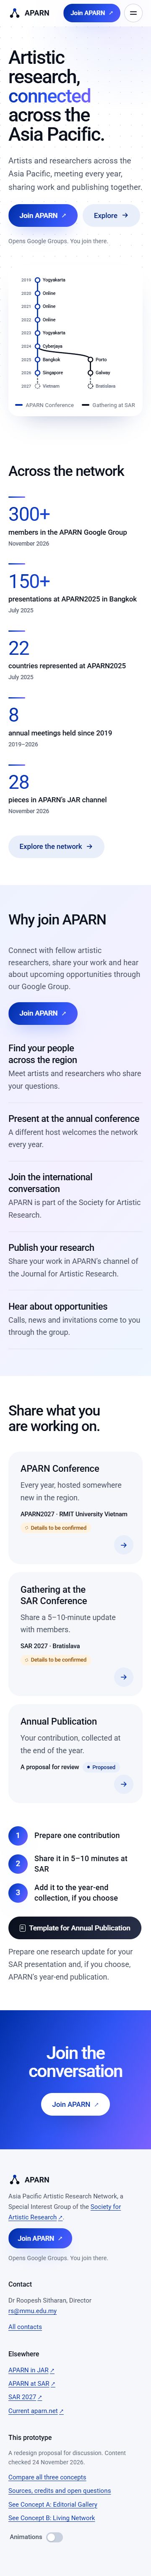 APARN
Join APARN ↗
Artistic
research,
connected
across the
Asia Pacific.
Artists and researchers across the
Asia Pacific, meeting every year,
sharing work and publishing together.
Join APARN ↗
Explore →
Opens Google Groups. You join there.
2019 Yogyakarta
2020 Online
2021 Online
2022 Online
2023 Yogyakarta
2024 Cyberjaya
2025 Bangkok Porto
2026 Singapore Galway
2027 Vietnam Bratislava
APARN Conference Gathering at SAR
Across the network
300+
members in the APARN Google Group
November 2026
150+
presentations at APARN2025 in Bangkok
July 2025
22
countries represented at APARN2025
July 2025
8
annual meetings held since 2019
2019–2026
28
pieces in APARN's JAR channel
November 2026
Explore the network →
Why join APARN
Connect with fellow artistic
researchers, share your work and hear
about upcoming opportunities through
our Google Group.
Join APARN ↗
Find your people
across the region
Meet artists and researchers who share
your questions.
Present at the annual conference
A different host welcomes the network
every year.
Join the international
conversation
APARN is part of the Society for Artistic
Research.
Publish your research
Share your work in APARN's channel of
the Journal for Artistic Research.
Hear about opportunities
Calls, news and invitations come to you
through the group.
Share what you
are working on.
APARN Conference
Every year, hosted somewhere
new in the region.
APARN2027 · RMIT University Vietnam
Details to be confirmed
→
Gathering at the
SAR Conference
Share a 5–10-minute update
with members.
SAR 2027 · Bratislava
Details to be confirmed
→
Annual Publication
Your contribution, collected at
the end of the year.
A proposal for review Proposed
→
1 Prepare one contribution
2 Share it in 5–10 minutes at
SAR
3 Add it to the year-end
collection, if you choose
Template for Annual Publication
Prepare one research update for your
SAR presentation and, if you choose,
APARN's year-end publication.
Join the
conversation
Join APARN ↗
APARN
Asia Pacific Artistic Research Network, a
Special Interest Group of the Society for
Artistic Research ↗.
Join APARN ↗
Opens Google Groups. You join there.
Contact
Dr Roopesh Sitharan, Director
rs@mmu.edu.my
All contacts
Elsewhere
APARN in JAR ↗
APARN at SAR ↗
SAR 2027 ↗
Current aparn.net ↗
This prototype
A redesign proposal for discussion. Content
checked 24 November 2026.
Compare all three concepts
Sources, credits and open questions
See Concept A: Editorial Gallery
See Concept B: Living Network
Animations